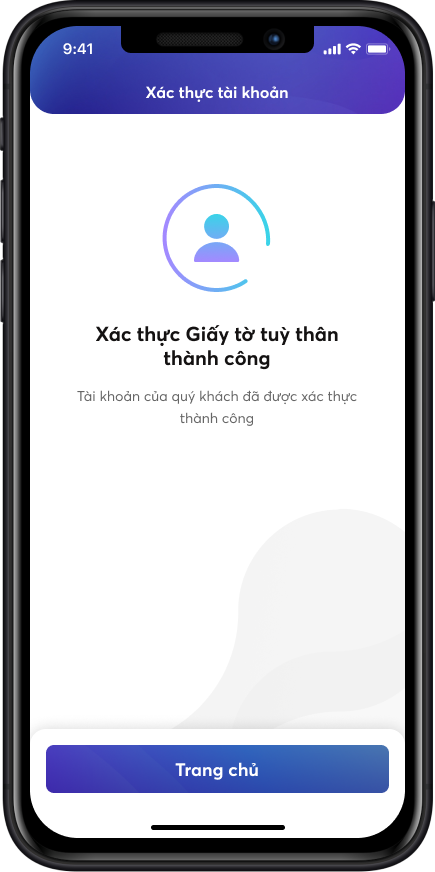 9:41
Xác thực tài khoản
Xác thực Giấy tờ tuỳ thân
thành công
Tài khoản của quý khách đã được xác thực
thành công
Trang chủ